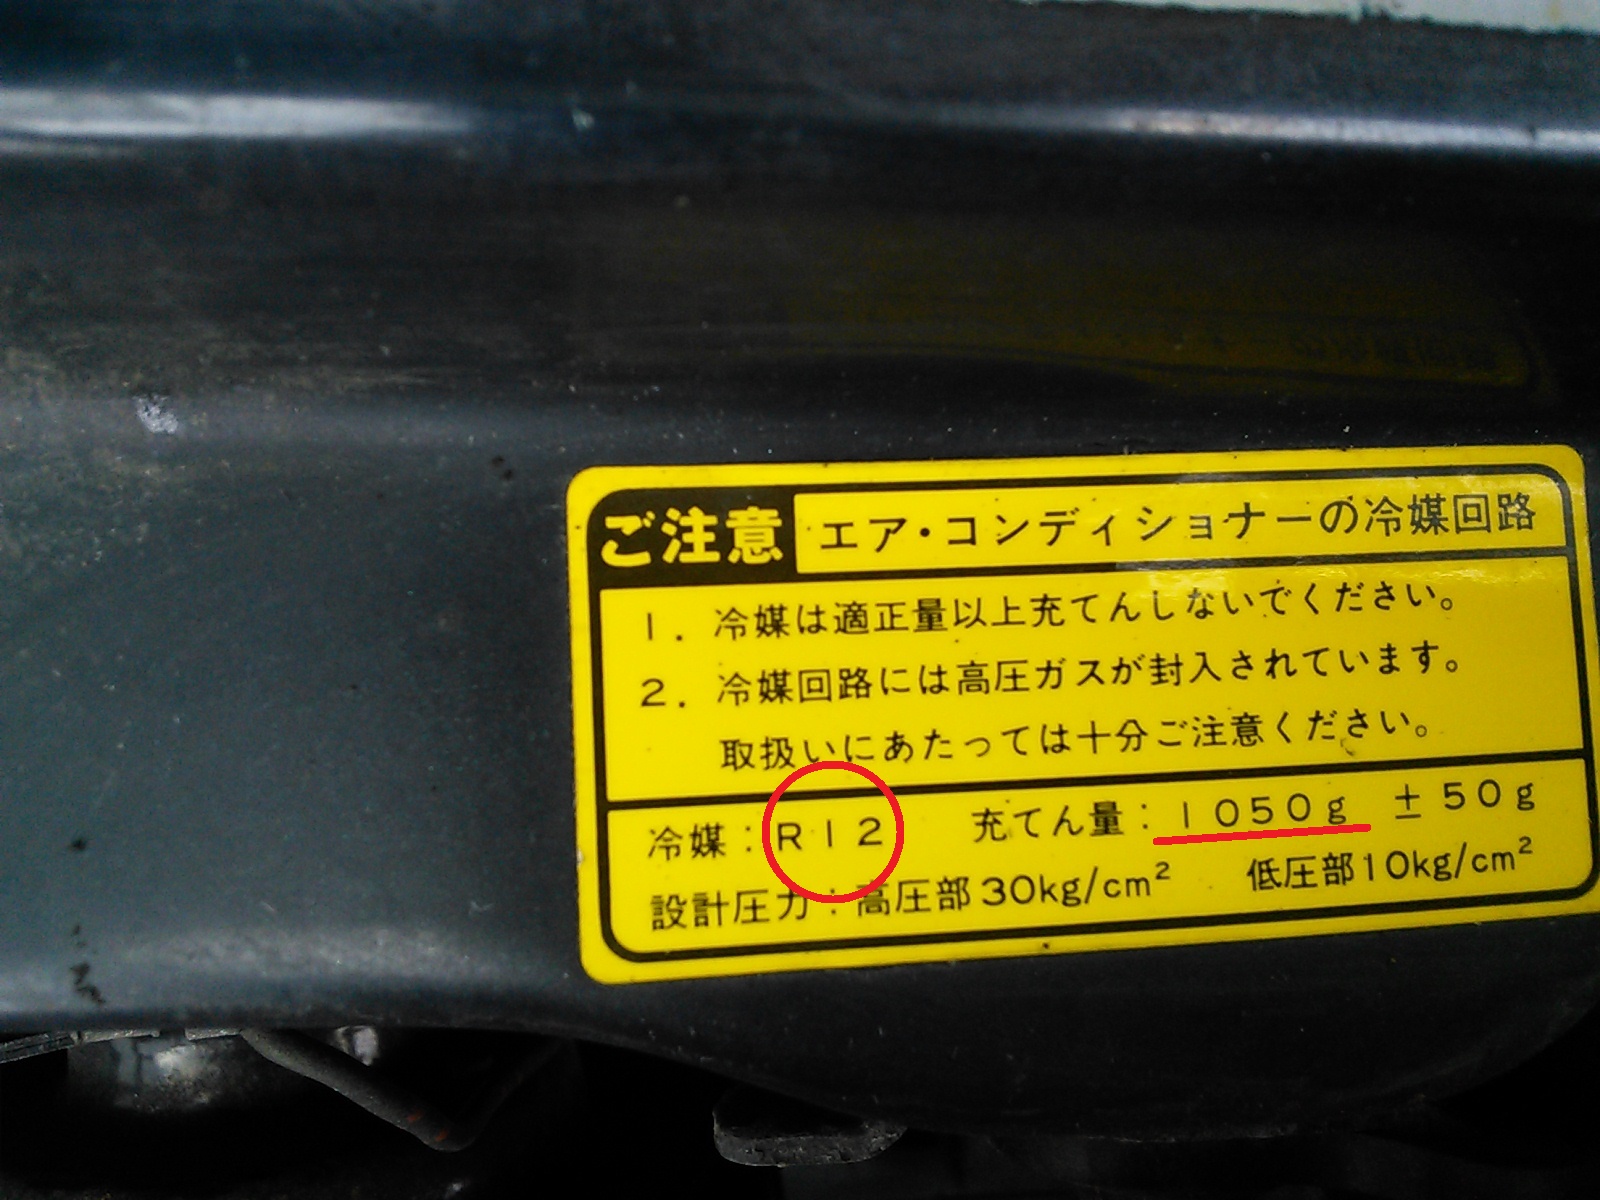 ご注意 エア・コンディショナーの冷媒回路
1. 冷媒は適正量以上充てんしないでください。
2. 冷媒回路には高圧ガスが封入されています。
取扱いにあたっては十分ご注意ください。
冷媒：R12 充てん量：1050g ±50g
設計圧力：高圧部30kg/cm² 低圧部10kg/cm²